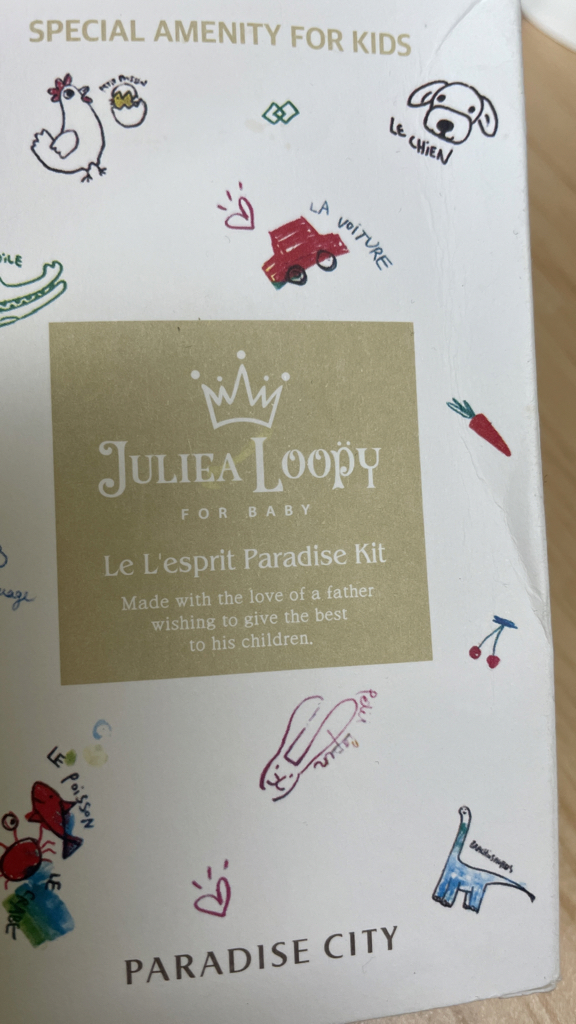 SPECIAL AMENITY FOR KIDS
LE CHIEN
LA VOITURE
JULIEA LOOPY
FOR BABY
Le L'esprit Paradise Kit
Made with the love of a father
wishing to give the best
to his children.
LE POISSON
LE
PARADISE CITY